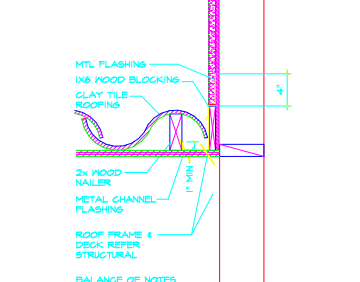 MTL FLASHING
1X6 WOOD BLOCKING
CLAY TILE
ROOFING
4"
2x WOOD
NAILER
1" MIN
METAL CHANNEL
FLASHING
ROOF FRAME &
DECK REFER
STRUCTURAL
BALANCE OF NOTES